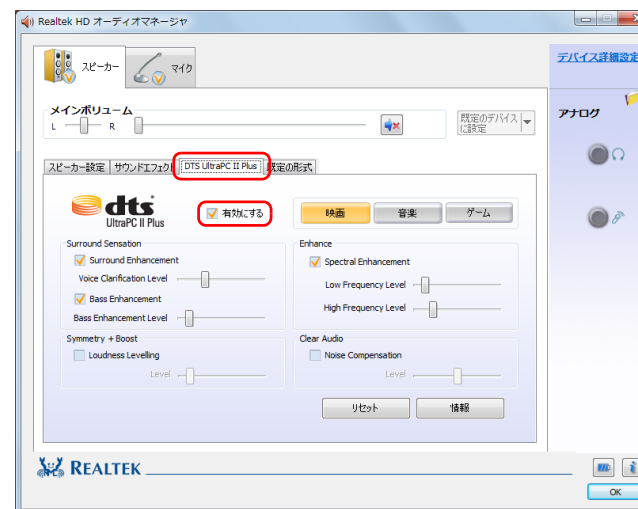 Realtek HD オーディオマネージャ
スピーカー
マイク
デバイス詳細設定
メインボリューム
L
R
既定のデバイス
に設定
アナログ
スピーカー設定
サウンドエフェクト
DTS UltraPC II Plus
既定の形式
dts
UltraPC II Plus
有効にする
映画
音楽
ゲーム
Surround Sensation
Enhance
Surround Enhancement
Spectral Enhancement
Voice Clarification Level
Low Frequency Level
Bass Enhancement
High Frequency Level
Bass Enhancement Level
Symmetry + Boost
Clear Audio
Loudness Levelling
Noise Compensation
Level
Level
リセット
情報
REALTEK
OK